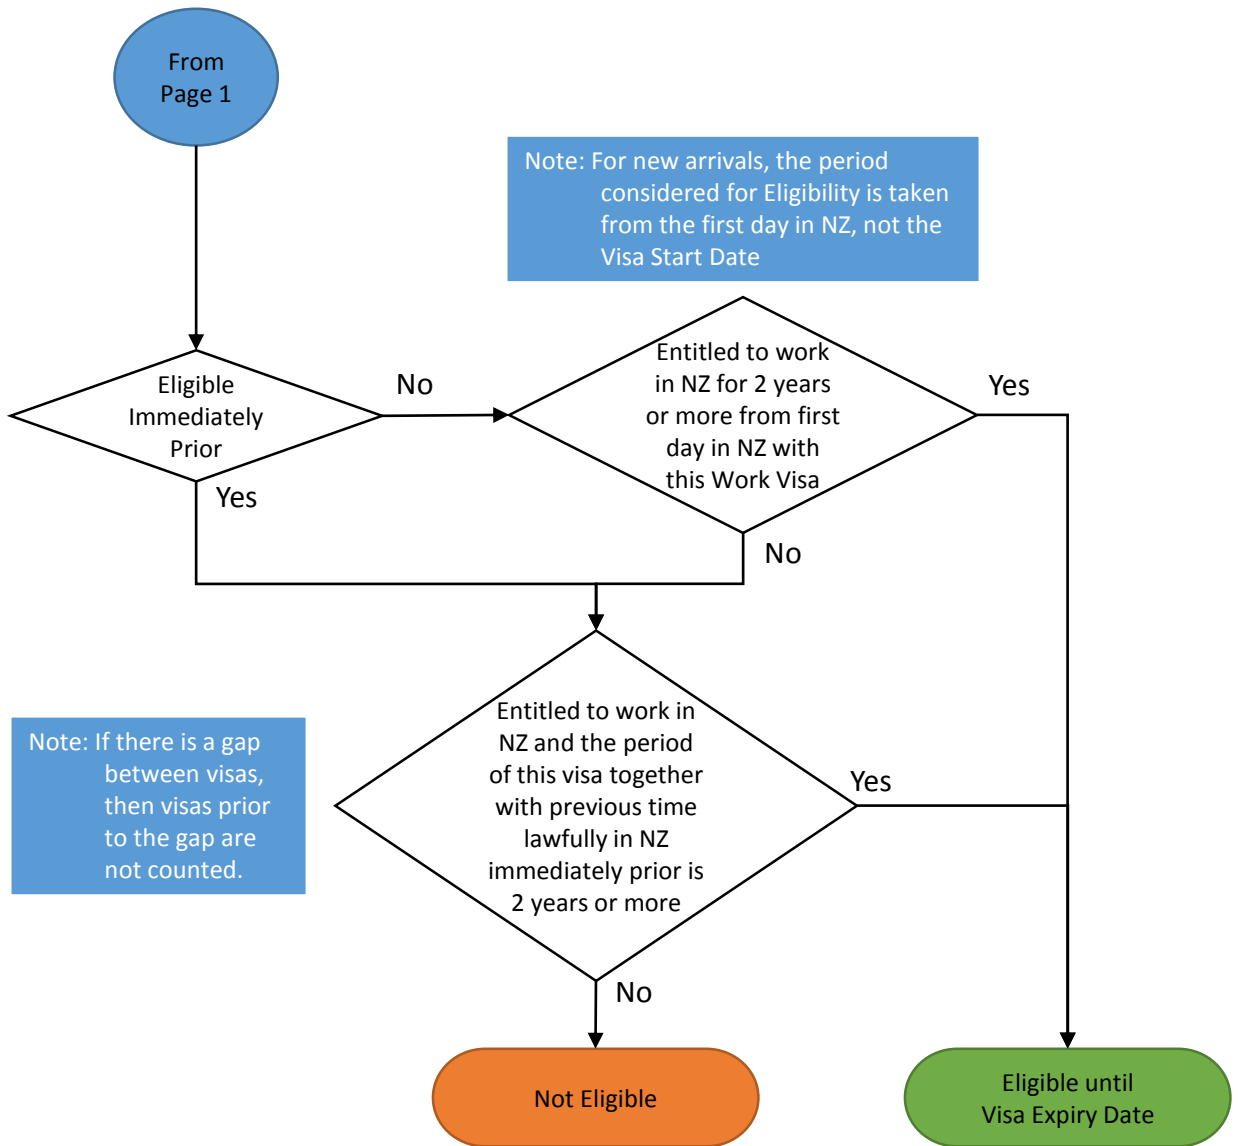 From
Page 1
Note: For new arrivals, the period
considered for Eligibility is taken
from the first day in NZ, not the
Visa Start Date
Eligible
Immediately
Prior
No
Entitled to work
in NZ for 2 years
or more from first
day in NZ with
this Work Visa
Yes
Yes
No
Note: If there is a gap
between visas,
then visas prior
to the gap are
not counted.
Entitled to work in
NZ and the period
of this visa together
with previous time
lawfully in NZ
immediately prior is
2 years or more
Yes
No
Not Eligible
Eligible until
Visa Expiry Date